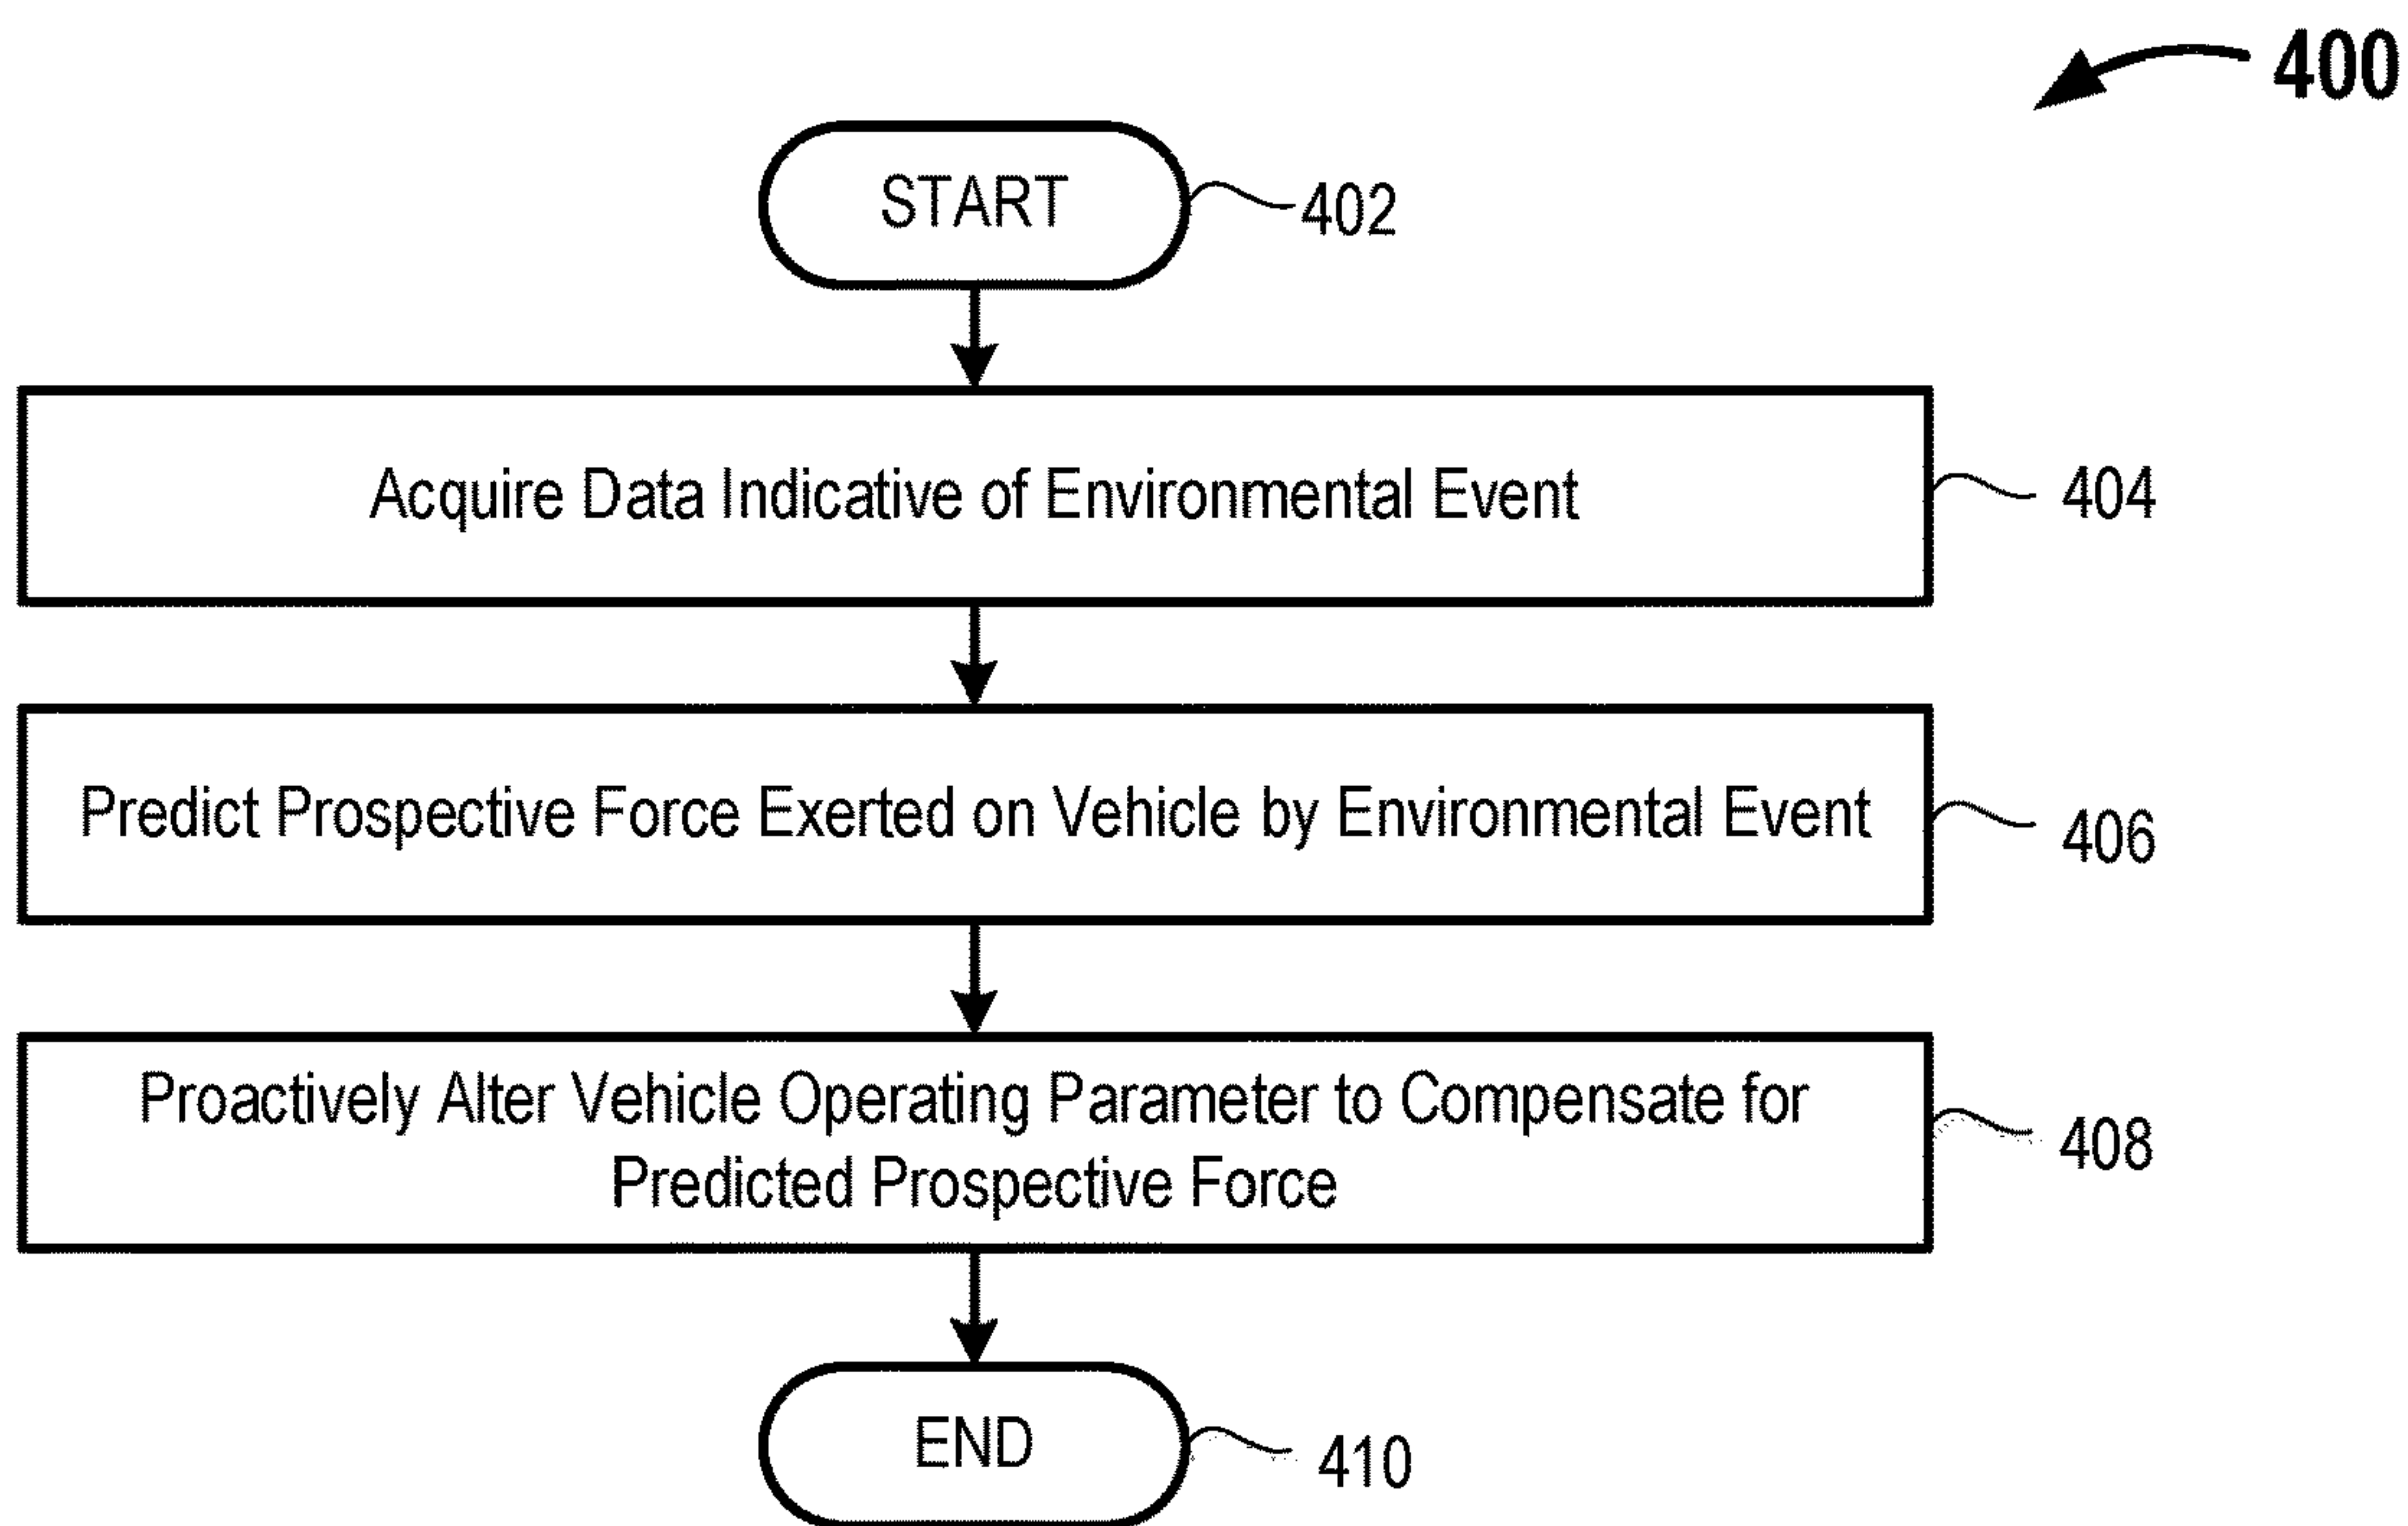 400
START
402
Acquire Data Indicative of Environmental Event
404
Predict Prospective Force Exerted on Vehicle by Environmental Event
406
Proactively Alter Vehicle Operating Parameter to Compensate for
Predicted Prospective Force
408
END
410